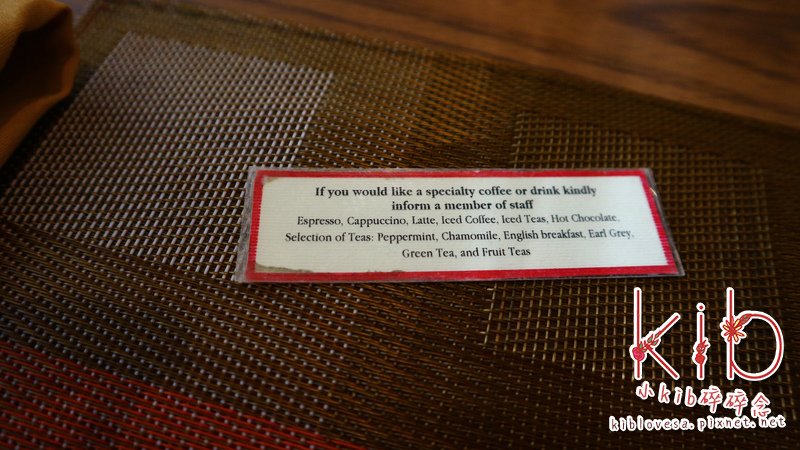 If you would like a specialty coffee or drink kindly
inform a member of staff
Espresso, Cappuccino, Latte, Iced Coffee, Iced Teas, Hot Chocolate,
Selection of Teas: Peppermint, Chamomile, English breakfast, Earl Grey,
Green Tea, and Fruit Teas
kib
小kib碎碎念
kiblovesa.pixnet.net